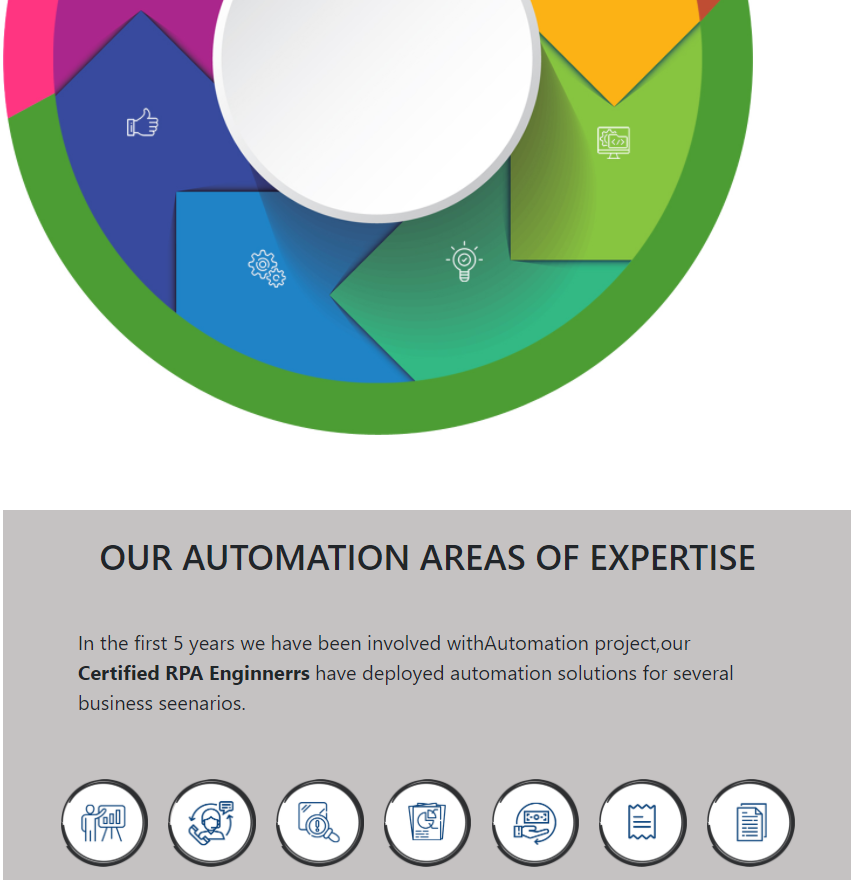 OUR AUTOMATION AREAS OF EXPERTISE
In the first 5 years we have been involved withAutomation project,our
Certified RPA Enginnerrs have deployed automation solutions for several
business seenarios.